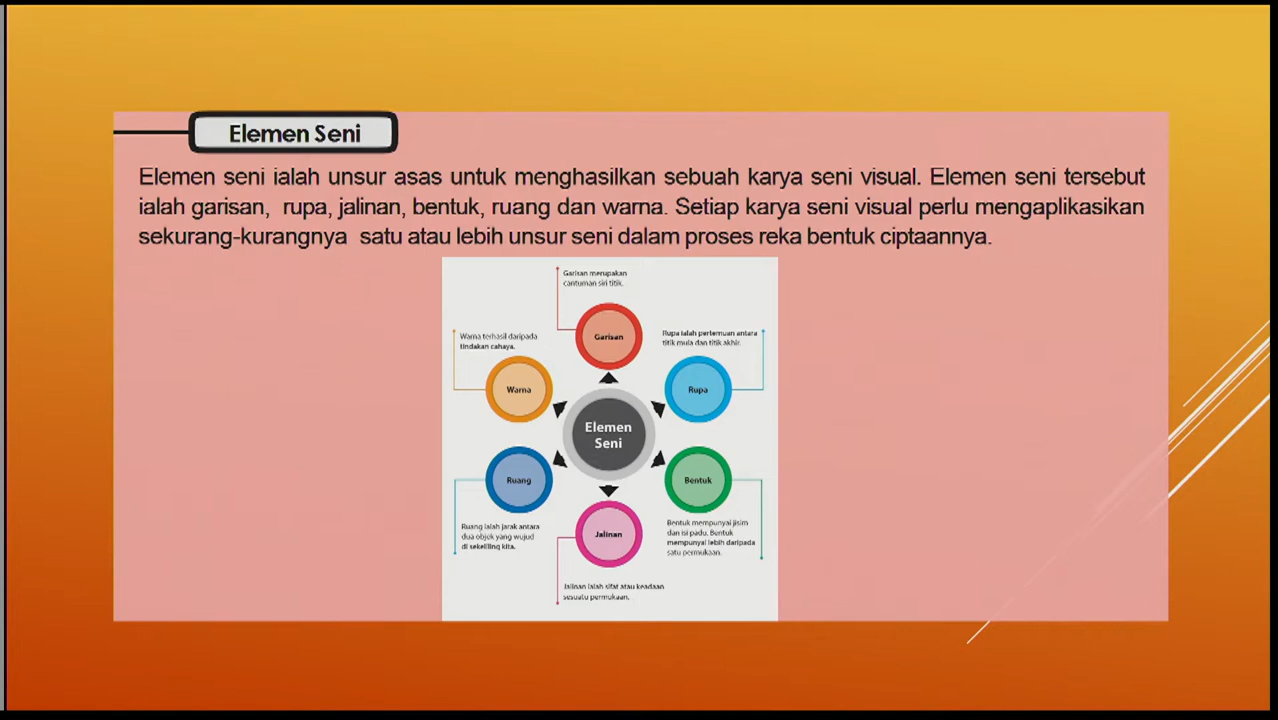 Elemen Seni
Elemen seni ialah unsur asas untuk menghasilkan sebuah karya seni visual. Elemen seni tersebut
ialah garisan, rupa, jalinan, bentuk, ruang dan warna. Setiap karya seni visual perlu mengaplikasikan
sekurang-kurangnya satu atau lebih unsur seni dalam proses reka bentuk ciptaannya.
Garisan merupakan
cantuman siri titik.
Garisan
Warna terhasil daripada
tindakan cahaya.
Warna
Rupa ialah pertemuan antara
titik mula dan titik akhir.
Rupa
Elemen
Seni
Ruang
Ruang ialah jarak antara
dua objek yang wujud
di sekeliling kita.
Bentuk
Bentuk mempunyai jisim
dan isi padu. Bentuk
mempunyai lebih daripada
satu permukaan.
Jalinan
Jalinan ialah sifat atau keadaan
sesuatu permukaan.